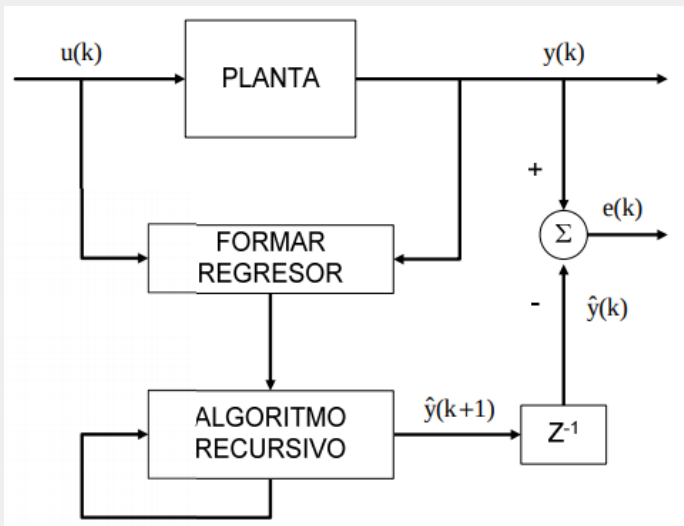 u(k)
PLANTA
y(k)
+
Σ
e(k)
FORMAR
REGRESOR
-
ŷ(k)
ALGORITMO
RECURSIVO
ŷ(k+1)
Z⁻¹